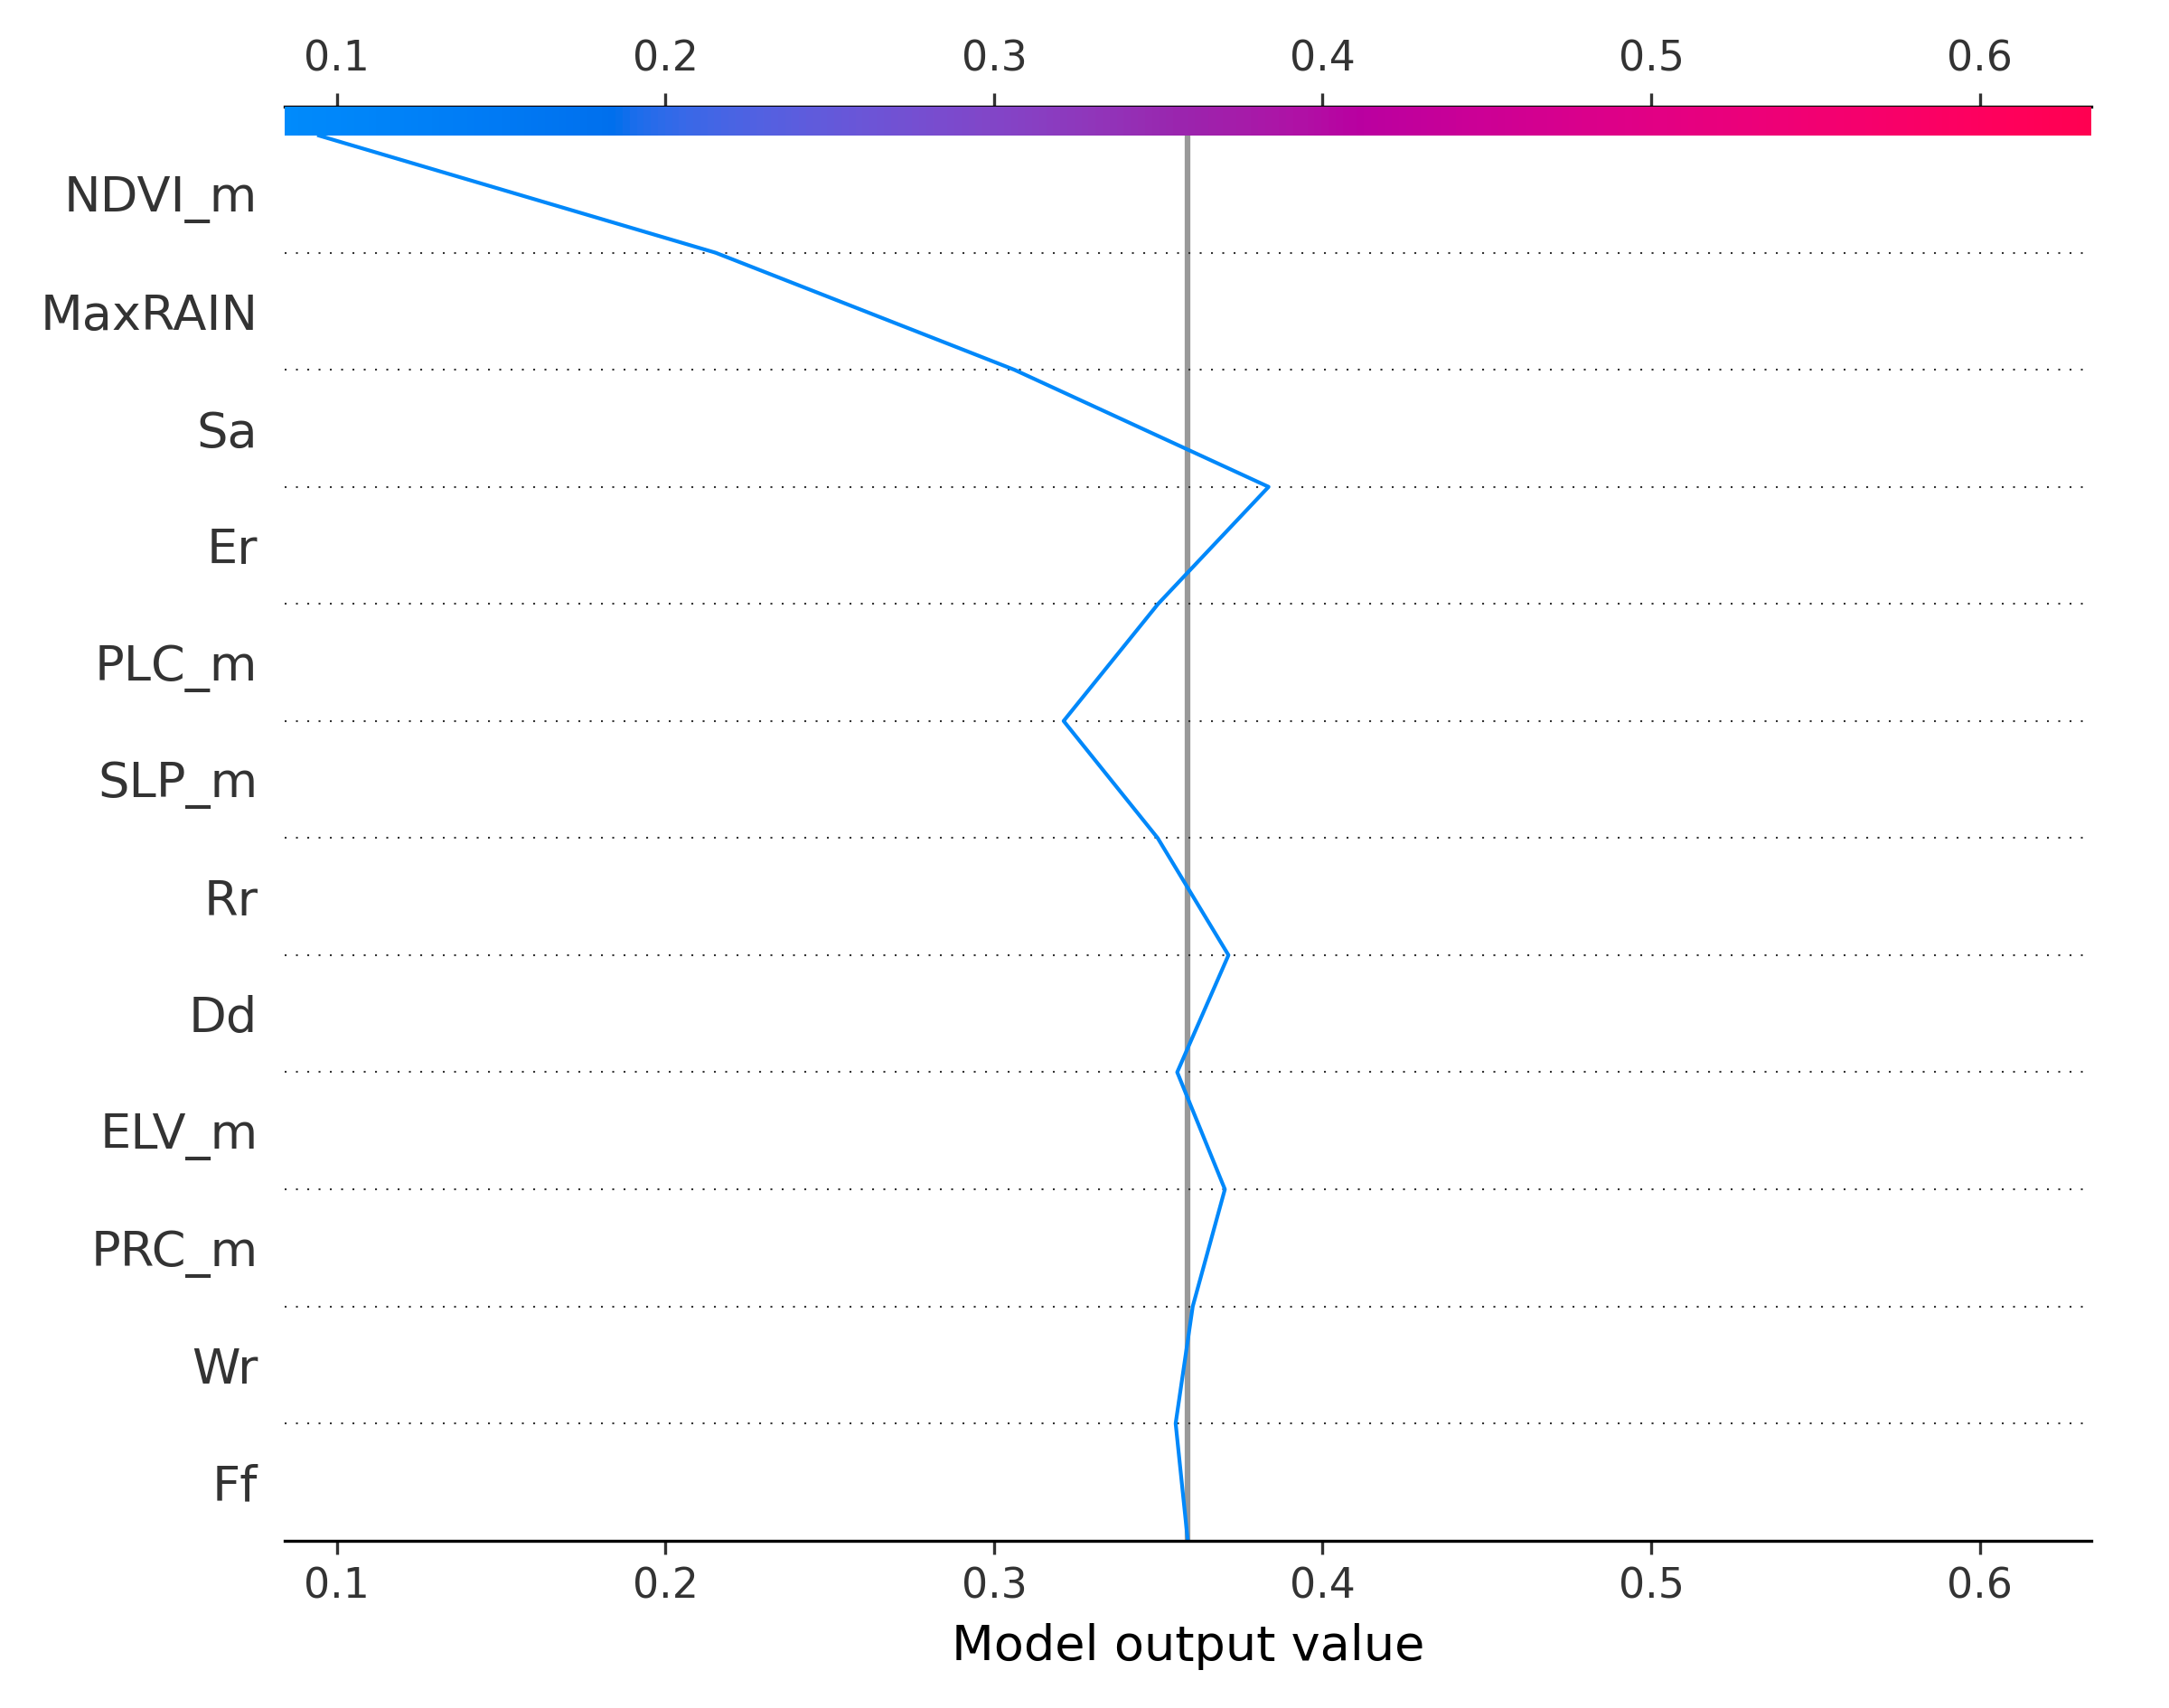 0.1 0.2 0.3 0.4 0.5 0.6
NDVI_m
MaxRAIN
Sa
Er
PLC_m
SLP_m
Rr
Dd
ELV_m
PRC_m
Wr
Ff
0.1 0.2 0.3 0.4 0.5 0.6
Model output value